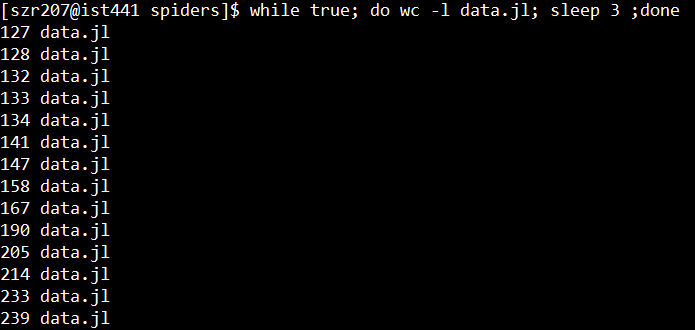 [szr207@ist441 spiders]$ while true; do wc -l data.jl; sleep 3 ;done
127 data.jl
128 data.jl
132 data.jl
133 data.jl
134 data.jl
141 data.jl
147 data.jl
158 data.jl
167 data.jl
190 data.jl
205 data.jl
214 data.jl
233 data.jl
239 data.jl